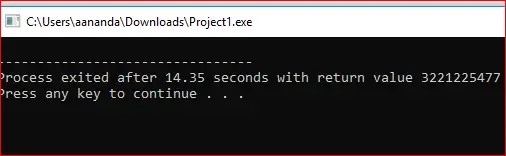 C:\Users\aananda\Downloads\Project1.exe
--------------------------------
Process exited after 14.35 seconds with return value 3221225477
Press any key to continue . . .